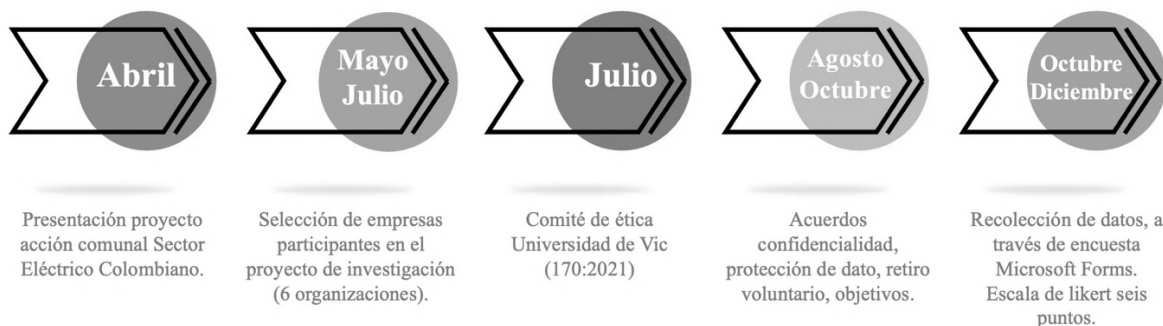 Abril
Presentación proyecto
acción comunal Sector
Eléctrico Colombiano.
Mayo
Julio
Selección de empresas
participantes en el
proyecto de investigación
(6 organizaciones).
Julio
Comité de ética
Universidad de Vic
(170:2021)
Agosto
Octubre
Acuerdos
confidencialidad,
protección de dato, retiro
voluntario, objetivos.
Octubre
Diciembre
Recolección de datos, a
través de encuesta
Microsoft Forms.
Escala de likert seis
puntos.